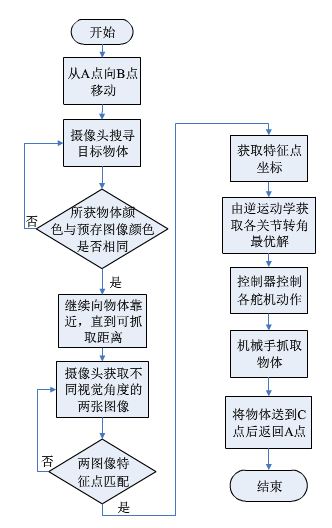 开始
从A点向B点
移动
摄像头搜寻
目标物体
所获物体颜
色与预存图像颜色
是否相同
否
是
继续向物体靠
近，直到可抓
取距离
摄像头获取不
同视觉角度的
两张图像
两图像特
征点匹配
否
是
获取特征点
坐标
由逆运动学获
取各关节转角
最优解
控制器控制
各舵机动作
机械手抓取
物体
将物体送到C
点后返回A点
结束